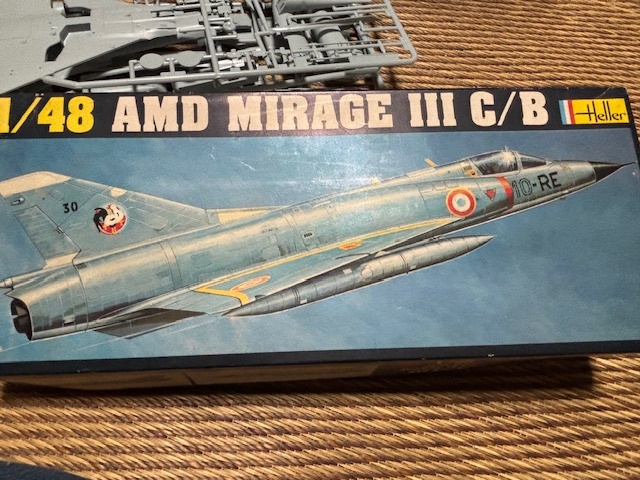 1/48 AMD MIRAGE III C/B
Heller
30
10-RE